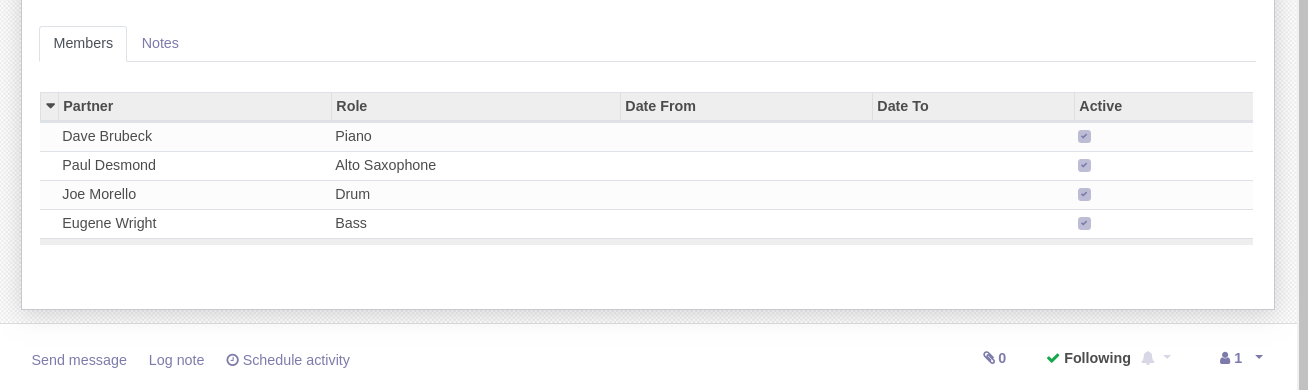 Members Notes
Partner Role Date From Date To Active
Dave Brubeck Piano
Paul Desmond Alto Saxophone
Joe Morello Drum
Eugene Wright Bass
Send message Log note Schedule activity 0 Following 1